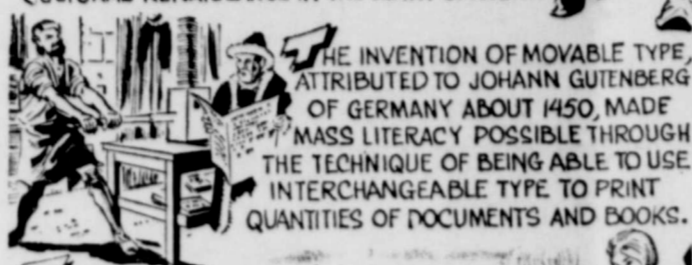 THE INVENTION OF MOVABLE TYPE,
ATTRIBUTED TO JOHANN GUTENBERG
OF GERMANY ABOUT 1450, MADE
MASS LITERACY POSSIBLE THROUGH
THE TECHNIQUE OF BEING ABLE TO USE
INTERCHANGEABLE TYPE TO PRINT
QUANTITIES OF DOCUMENTS AND BOOKS.